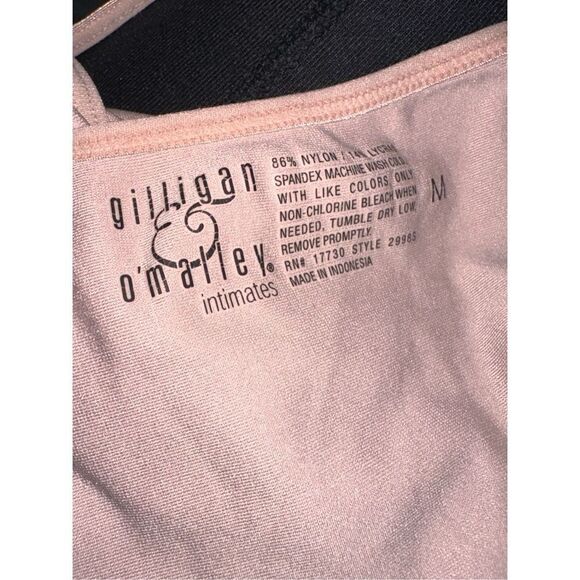 gilligan
&
o'malley®
intimates
86% NYLON / 14% LYCRA®
SPANDEX MACHINE WASH COLD
WITH LIKE COLORS ONLY
NON-CHLORINE BLEACH WHEN
NEEDED, TUMBLE DRY LOW,
REMOVE PROMPTLY.
RN# 17730 STYLE 29985
MADE IN INDONESIA
M